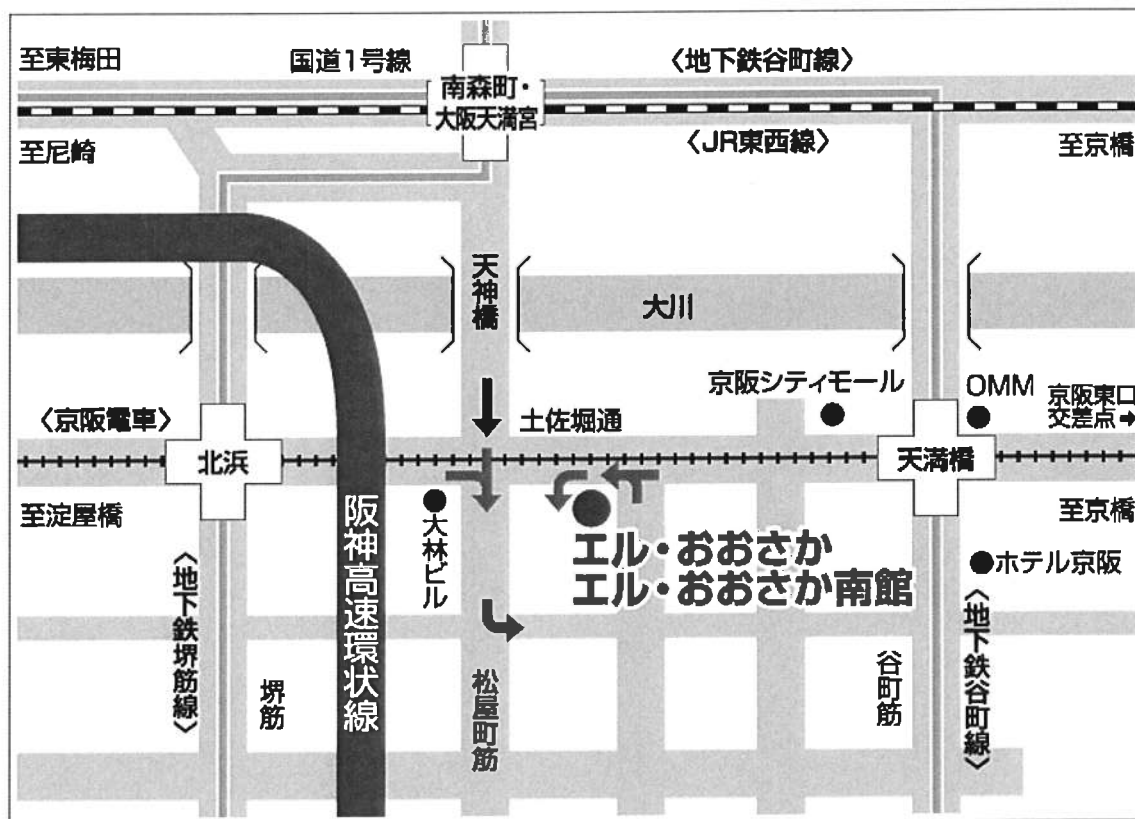 至東梅田
国道1号線
〈地下鉄谷町線〉
南森町・
大阪天満宮
至尼崎
〈JR東西線〉
至京橋
天神橋
大川
京阪シティモール
OMM
京阪東口
交差点➡
〈京阪電車〉
土佐堀通
北浜
天満橋
至淀屋橋
大林ビル
阪神高速環状線
エル・おおさか
エル・おおさか南館
至京橋
ホテル京阪
〈地下鉄堺筋線〉
堺筋
松屋町筋
谷町筋
〈地下鉄谷町線〉